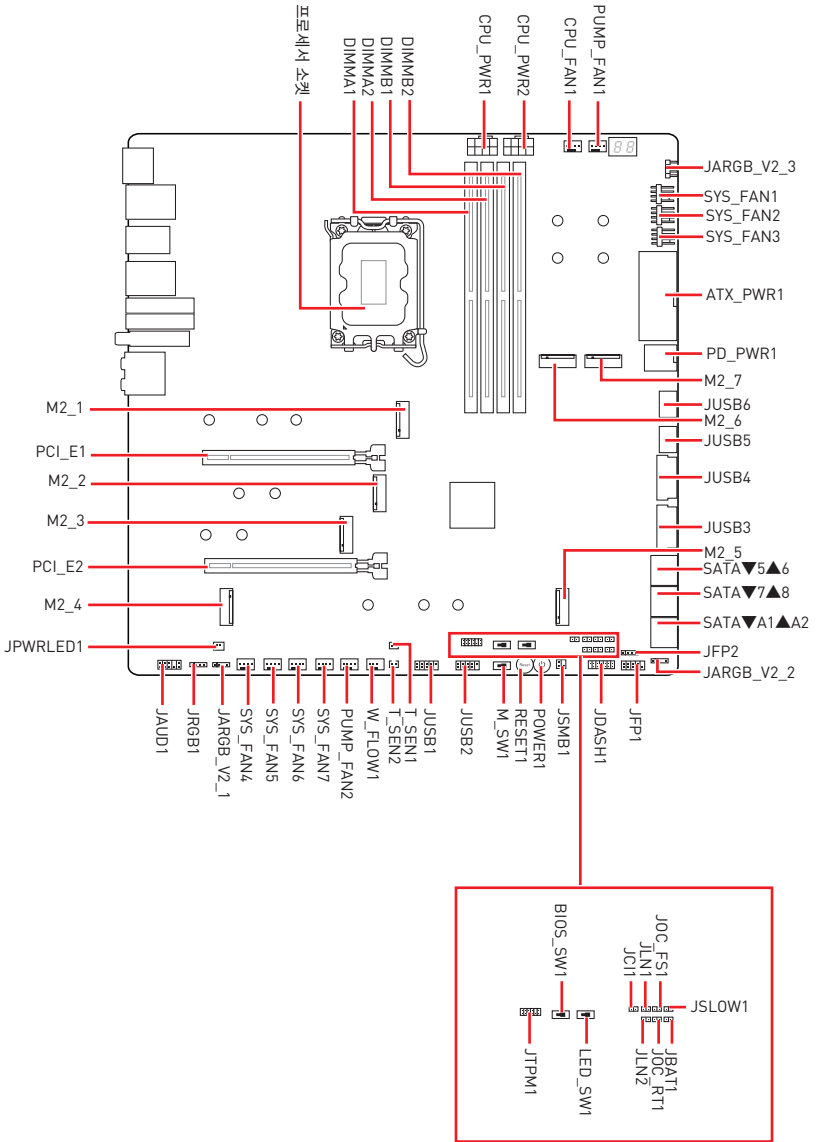 프로세서 소켓
DIMMA1
DIMMA2
DIMMB1
DIMMB2
CPU_PWR1
CPU_PWR2
CPU_FAN1
PUMP_FAN1
88
JARGB_V2_3
SYS_FAN1
SYS_FAN2
SYS_FAN3
ATX_PWR1
PD_PWR1
M2_7
JUSB6
M2_6
JUSB5
JUSB4
JUSB3
M2_5
SATA▼5▲6
SATA▼7▲8
SATA▼A1▲A2
JFP2
JARGB_V2_2
M2_1
PCI_E1
M2_2
M2_3
PCI_E2
M2_4
JPWRLED1
Reset
JAUD1
JRGB1
JARGB_V2_1
SYS_FAN4
SYS_FAN5
SYS_FAN6
SYS_FAN7
PUMP_FAN2
W_FLOW1
T_SEN2
T_SEN1
JUSB1
JUSB2
M_SW1
RESET1
POWER1
JSMB1
JDASH1
JFP1
BIOS_SW1
JCI1
JLN1
JOC_FS1
JSLOW1
JTPM1
LED_SW1
JLN2
JOC_RT1
JBAT1